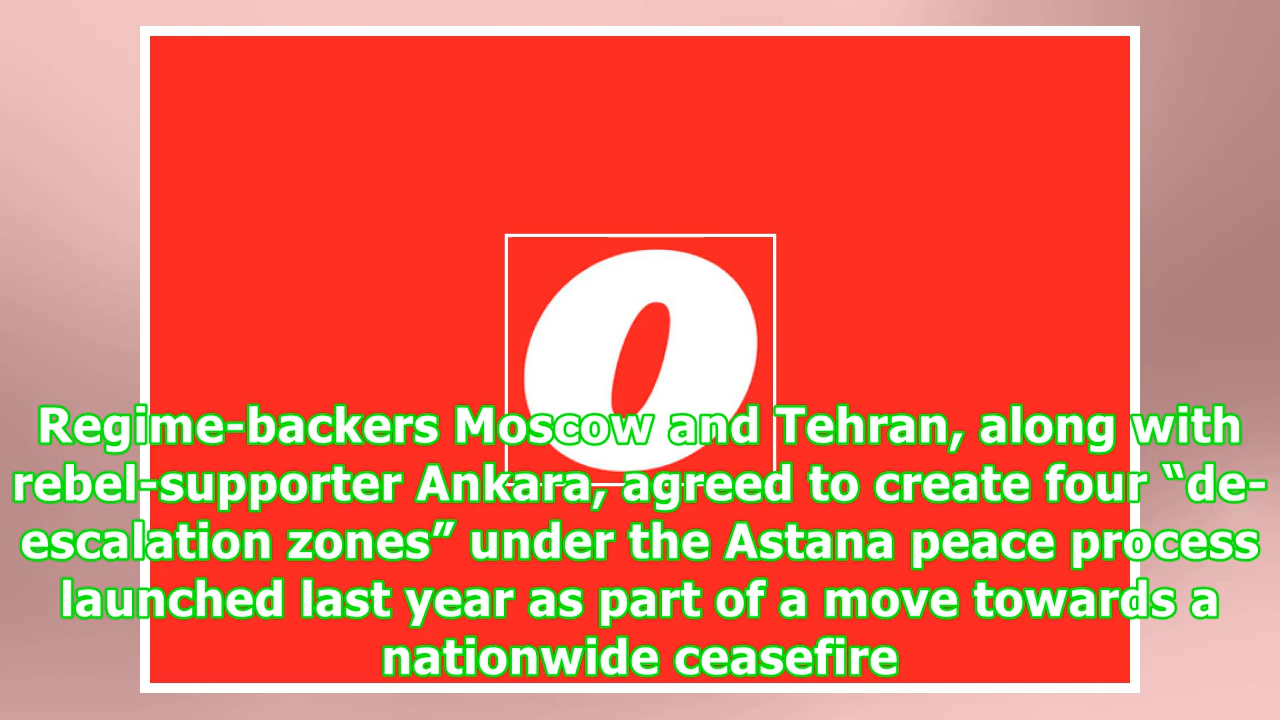 o
Regime-backers Moscow and Tehran, along with
rebel-supporter Ankara, agreed to create four “de-
escalation zones” under the Astana peace process
launched last year as part of a move towards a
nationwide ceasefire